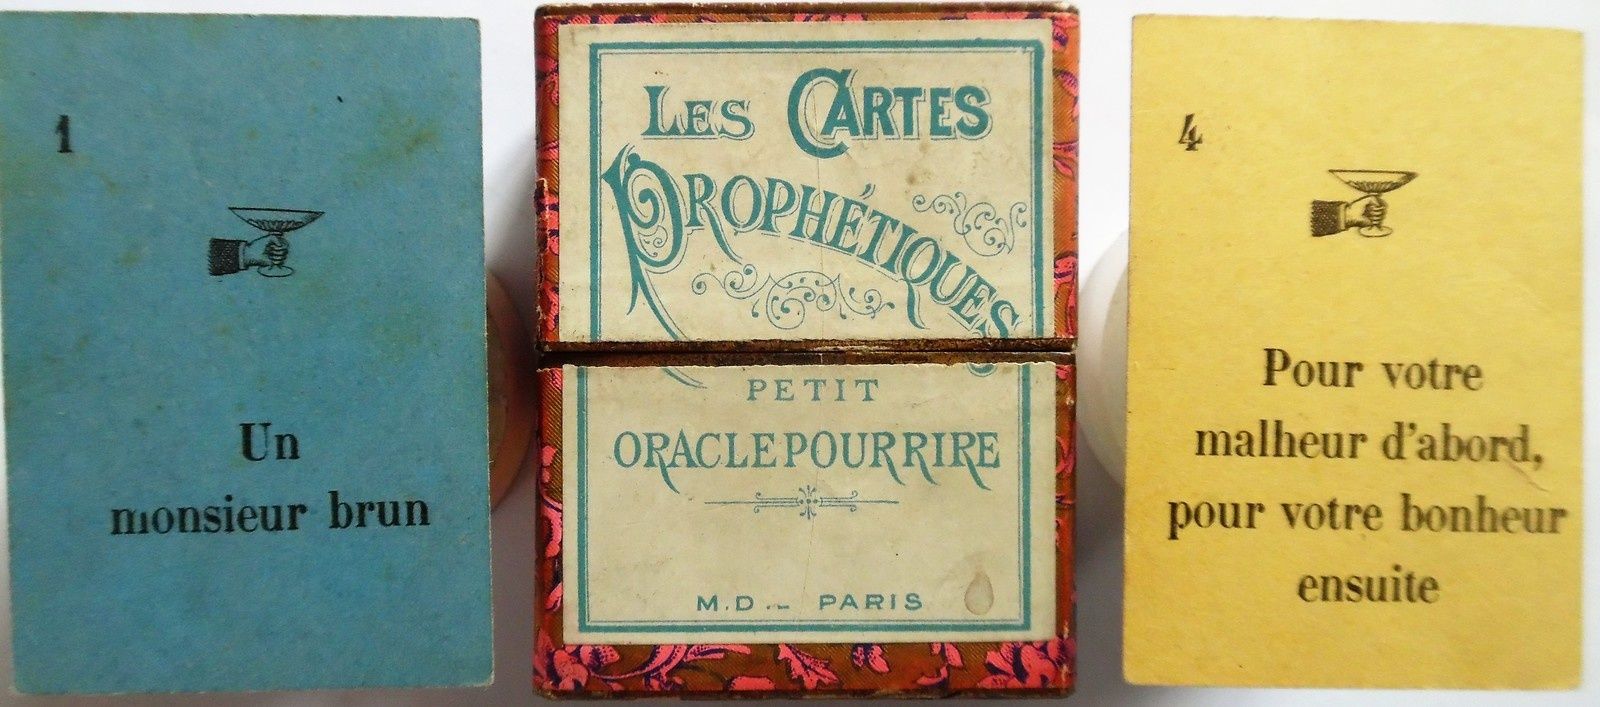 1
Un
monsieur brun
LES CARTES
PROPHÉTIQUES
PETIT
ORACLE POUR RIRE
M.D.- PARIS
4
Pour votre
malheur d'abord,
pour votre bonheur
ensuite